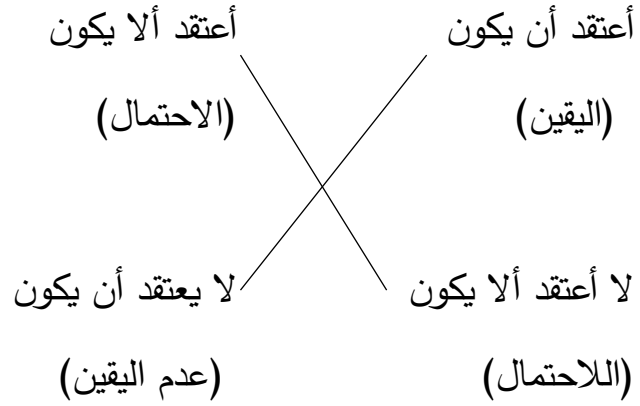 أعتقد أن يكون
أعتقد ألا يكون
(اليقين)
(الاحتمال)
لا أعتقد ألا يكون
لا يعتقد أن يكون
(اللاحتمال)
(عدم اليقين)